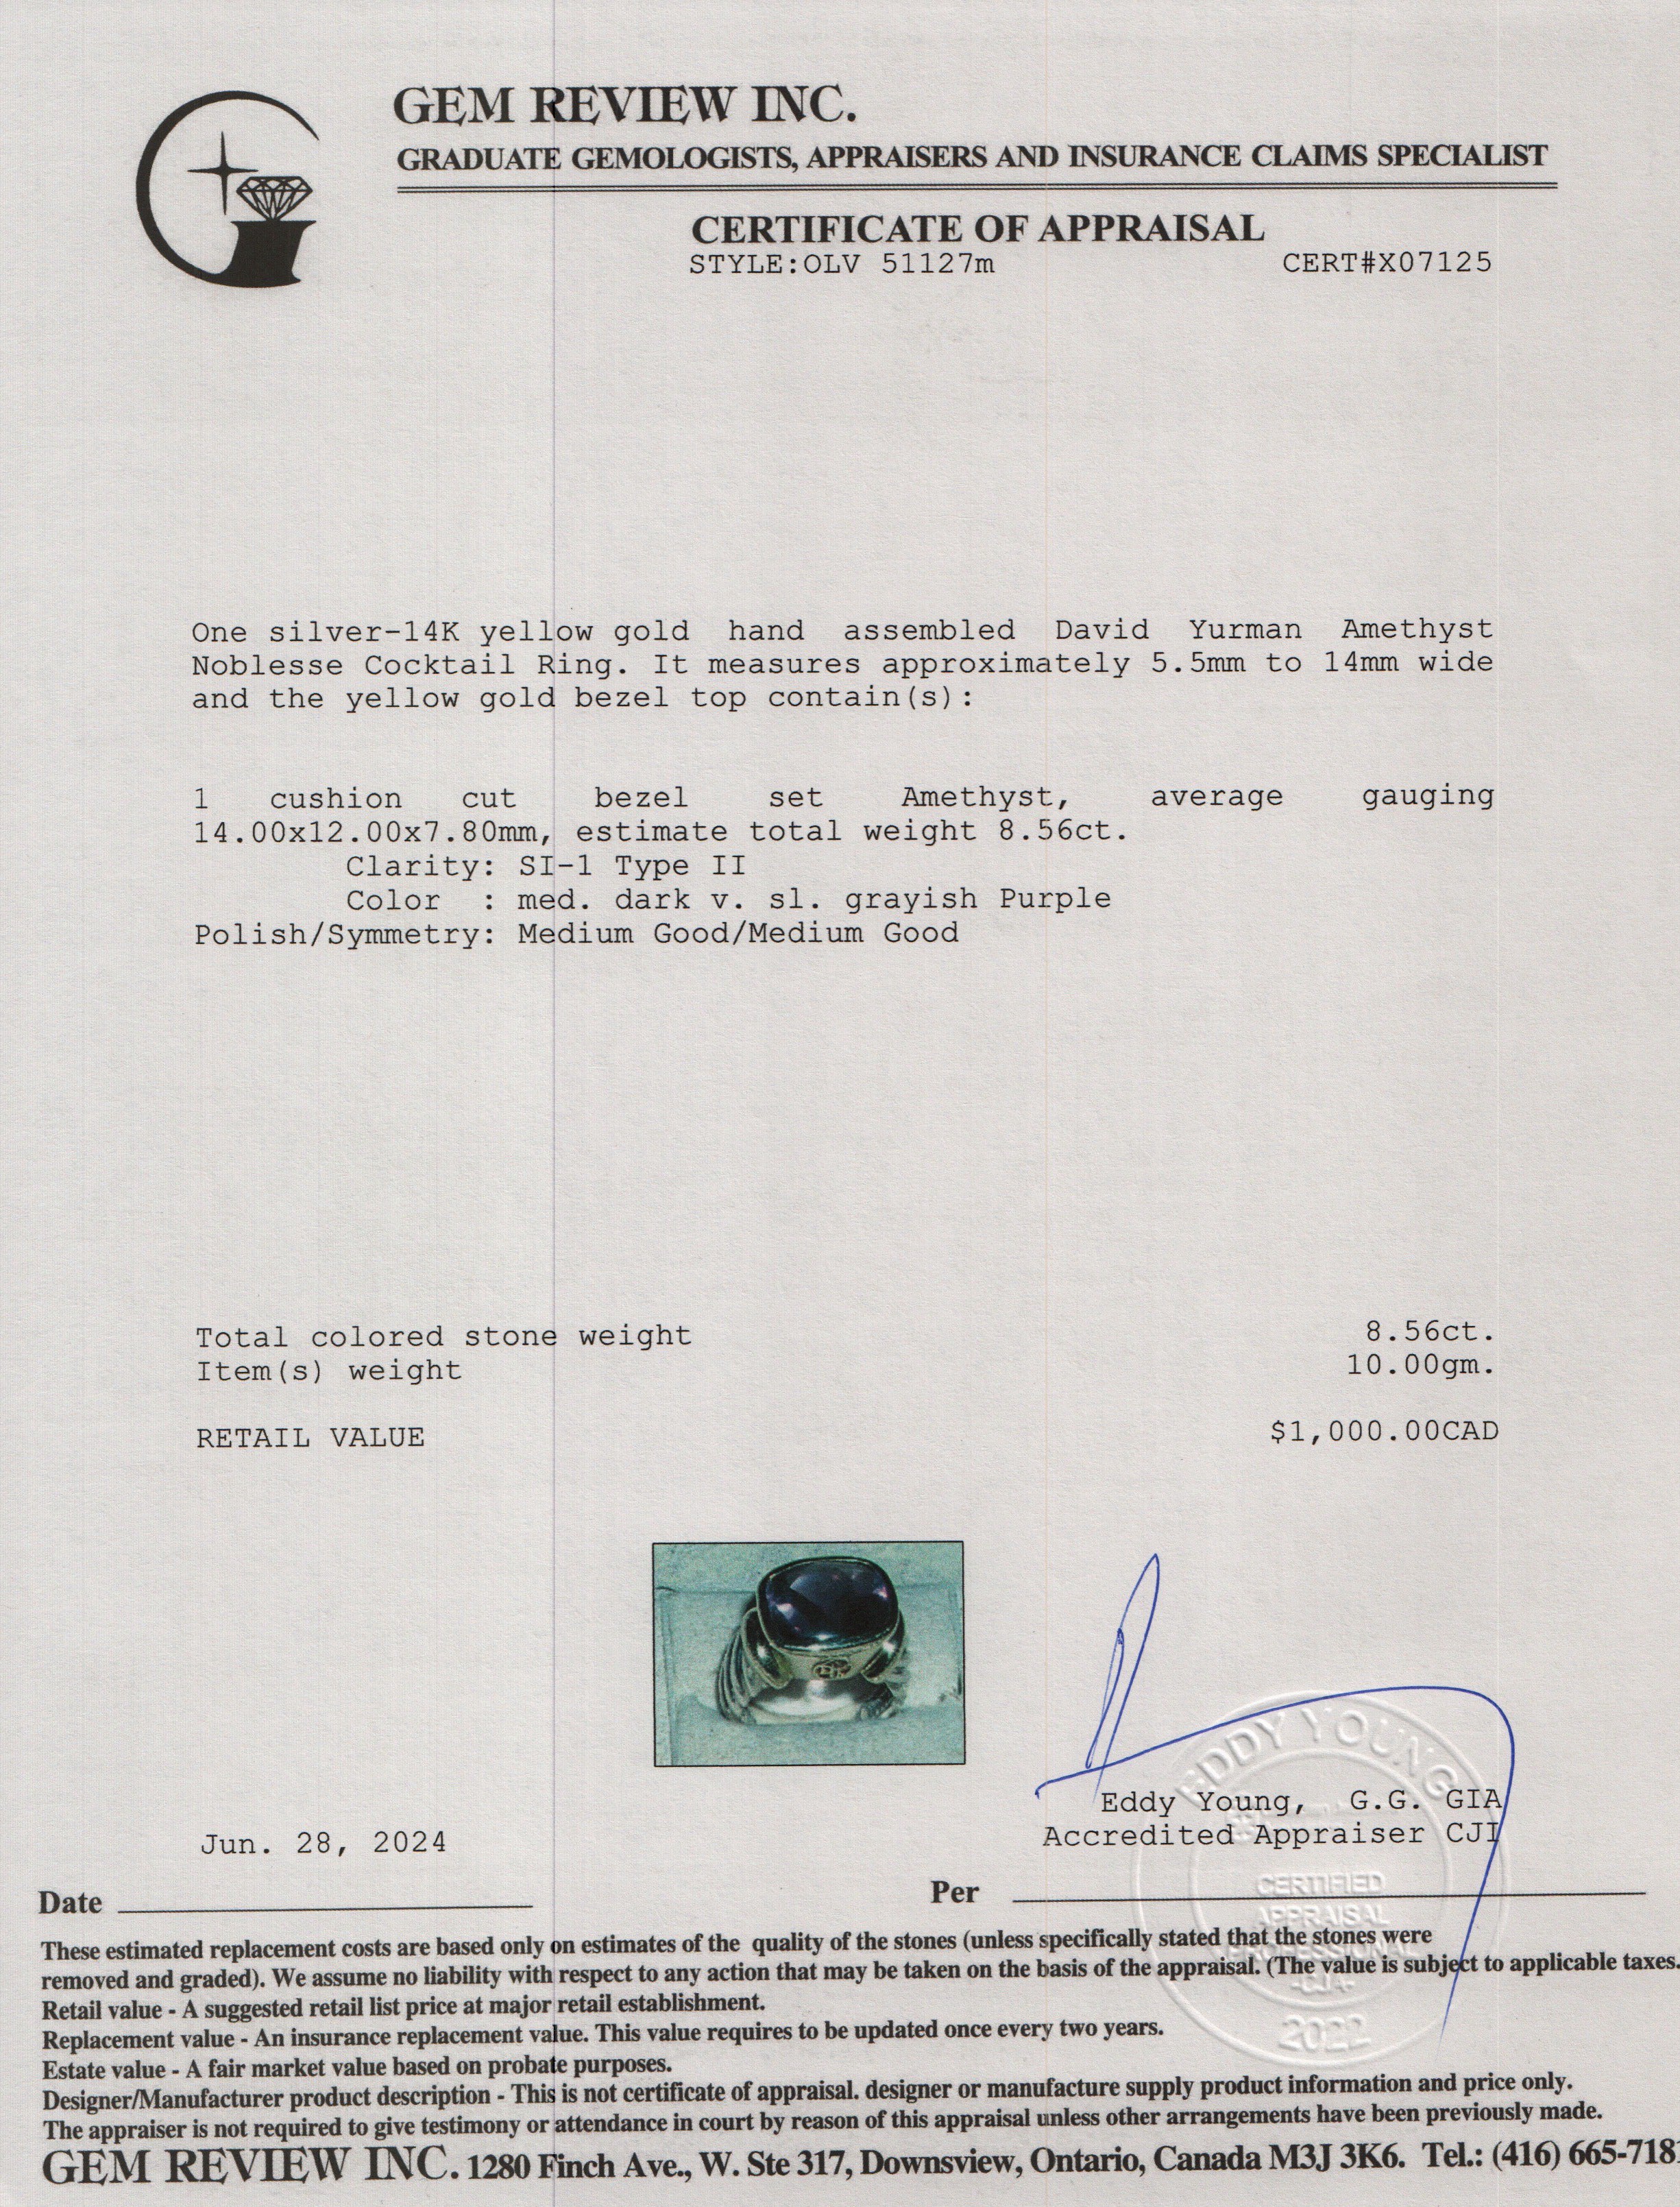 GEM REVIEW INC.
GRADUATE GEMOLOGISTS, APPRAISERS AND INSURANCE CLAIMS SPECIALIST
CERTIFICATE OF APPRAISAL
STYLE:OLV 51127m CERT#X07125
One silver-14K yellow gold hand assembled David Yurman Amethyst
Noblesse Cocktail Ring. It measures approximately 5.5mm to 14mm wide
and the yellow gold bezel top contain(s):
1 cushion cut bezel set Amethyst, average gauging
14.00x12.00x7.80mm, estimate total weight 8.56ct.
Clarity: SI-1 Type II
Color : med. dark v. sl. grayish Purple
Polish/Symmetry: Medium Good/Medium Good
Total colored stone weight 8.56ct.
Item(s) weight 10.00gm.
RETAIL VALUE $1,000.00CAD
EDDY YOUNG
Eddy Young, G.G. GIA
Accredited Appraiser CJI
Jun. 28, 2024
CERTIFIED
APPRAISAL
PROFESSIONAL
-CJA-
2022
Date
Per
These estimated replacement costs are based only on estimates of the quality of the stones (unless specifically stated that the stones were
removed and graded). We assume no liability with respect to any action that may be taken on the basis of the appraisal. (The value is subject to applicable taxes.
Retail value - A suggested retail list price at major retail establishment.
Replacement value - An insurance replacement value. This value requires to be updated once every two years.
Estate value - A fair market value based on probate purposes.
Designer/Manufacturer product description - This is not certificate of appraisal. designer or manufacture supply product information and price only.
The appraiser is not required to give testimony or attendance in court by reason of this appraisal unless other arrangements have been previously made.
GEM REVIEW INC. 1280 Finch Ave., W. Ste 317, Downsview, Ontario, Canada M3J 3K6. Tel.: (416) 665-718